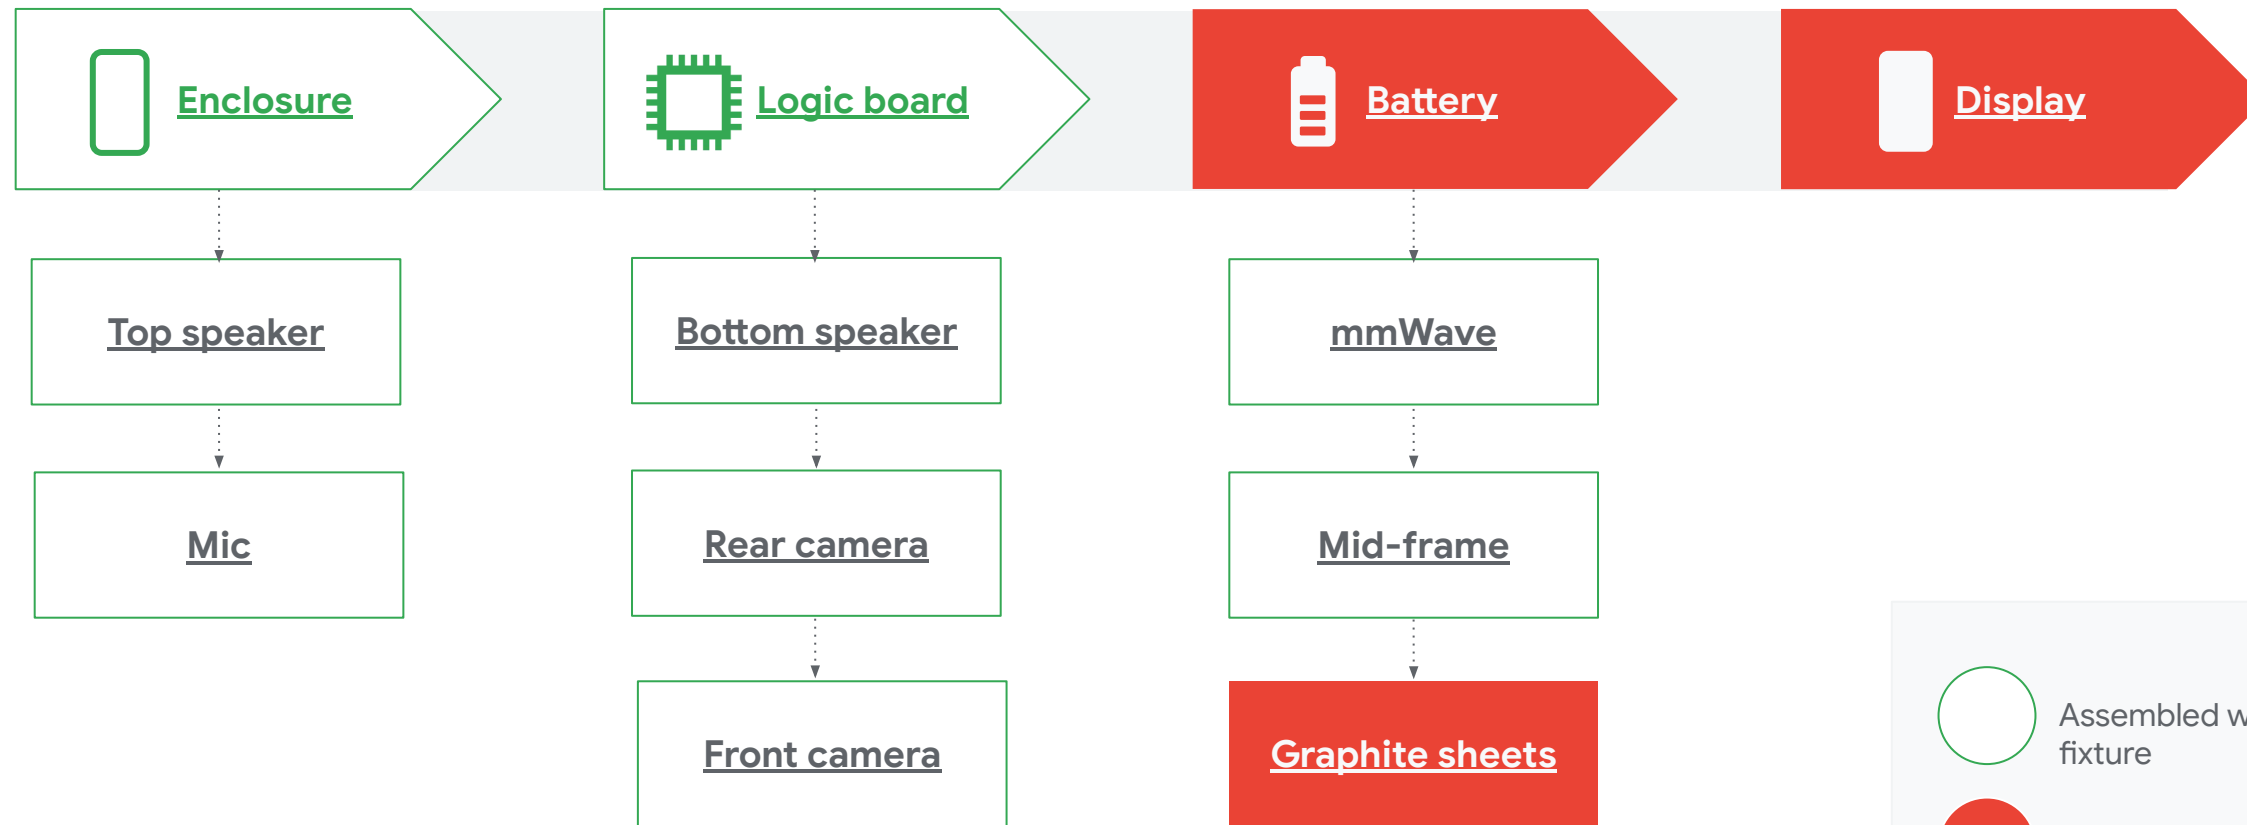 Enclosure
Logic board
Battery
Display
Top speaker
Bottom speaker
mmWave
Mic
Rear camera
Mid-frame
Front camera
Graphite sheets
Assembled
fixture